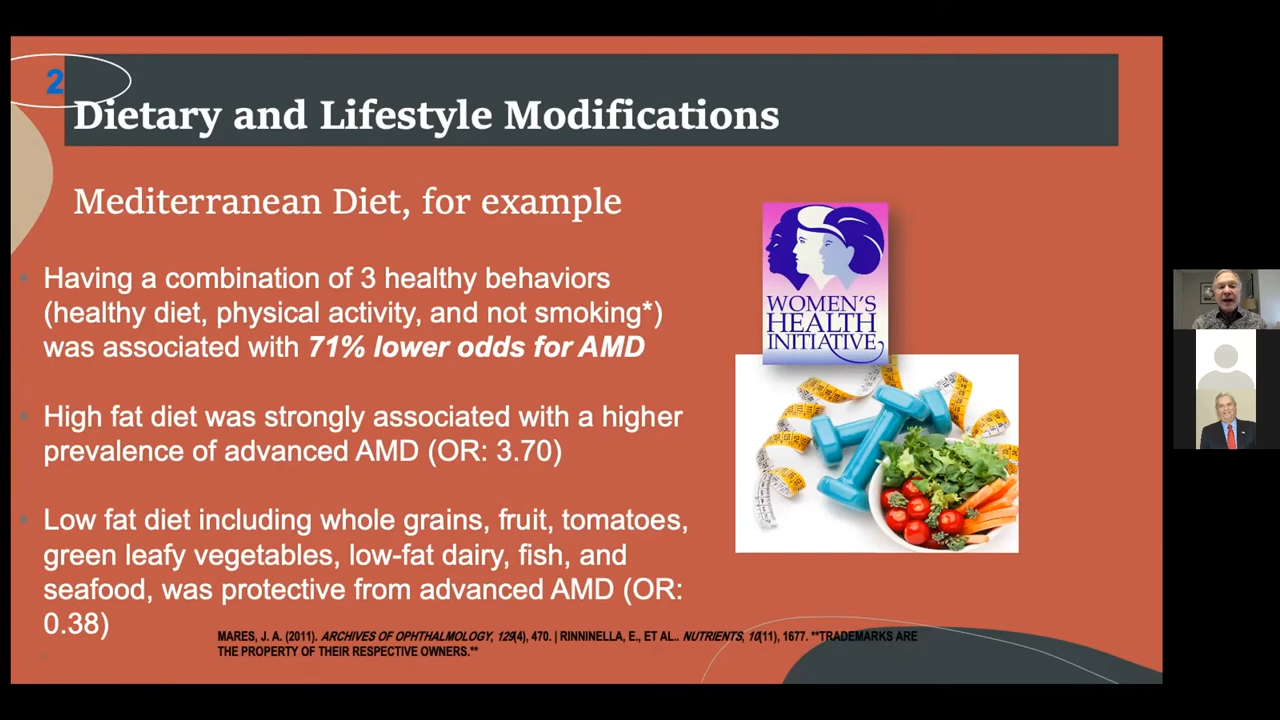 2
Dietary and Lifestyle Modifications
Mediterranean Diet, for example
Having a combination of 3 healthy behaviors
(healthy diet, physical activity, and not smoking*)
was associated with 71% lower odds for AMD
High fat diet was strongly associated with a higher
prevalence of advanced AMD (OR: 3.70)
Low fat diet including whole grains, fruit, tomatoes,
green leafy vegetables, low-fat dairy, fish, and
seafood, was protective from advanced AMD (OR:
0.38)
WOMEN'S
HEALTH
INITIATIVE
MARES, J. A. (2011). ARCHIVES OF OPHTHALMOLOGY, 129(4), 470. | RINNINELLA, E., ET AL.. NUTRIENTS, 10(11), 1677. **TRADEMARKS ARE
THE PROPERTY OF THEIR RESPECTIVE OWNERS.**